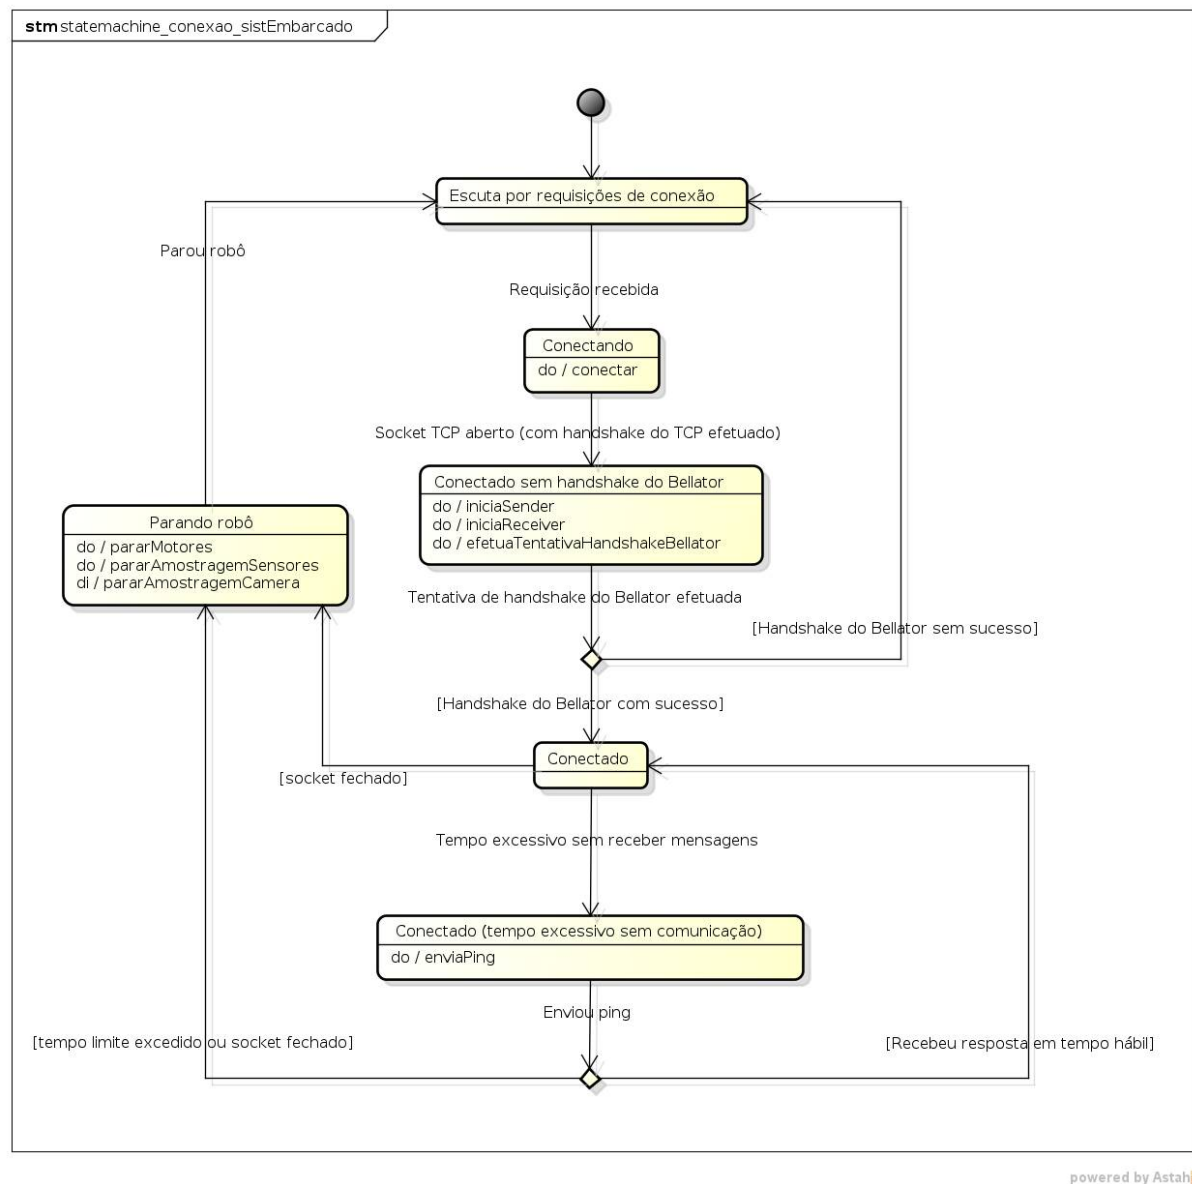 stm statemachine_conexao_sistEmbarcado
Escuta por requisições de conexão
Parou robô
Requisição recebida
Conectando
do / conectar
Socket TCP aberto (com handshake do TCP efetuado)
Conectado sem handshake do Bellator
do / iniciaSender
do / iniciaReceiver
do / efetuaTentativaHandshakeBellator
Parando robô
do / pararMotores
do / pararAmostragemSensores
di / pararAmostragemCamera
Tentativa de handshake do Bellator efetuada
[Handshake do Bellator sem sucesso]
[Handshake do Bellator com sucesso]
Conectado
[socket fechado]
Tempo excessivo sem receber mensagens
Conectado (tempo excessivo sem comunicação)
do / enviaPing
Enviou ping
[tempo limite excedido ou socket fechado]
[Recebeu resposta em tempo hábil]
powered by Astah